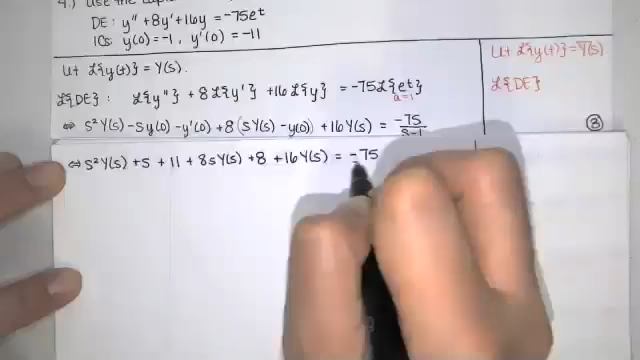 4.) Use the
DE: y'' + 8y' + 16y = -75e^t
ICs: y(0) = -1, y'(0) = -11
Let ℒ{y(t)} = Y(s).
ℒ{DE}: ℒ{y''} + 8ℒ{y'} + 16ℒ{y} = -75ℒ{e^t}
a=1
⇔ s²Y(s) - sy(0) - y'(0) + 8(sY(s) - y(0)) + 16Y(s) = -75/(s-1)
⇔ s²Y(s) + s + 11 + 8sY(s) + 8 + 16Y(s) = -75
Let ℒ{y(t)} = Y(s)
ℒ{DE}
③